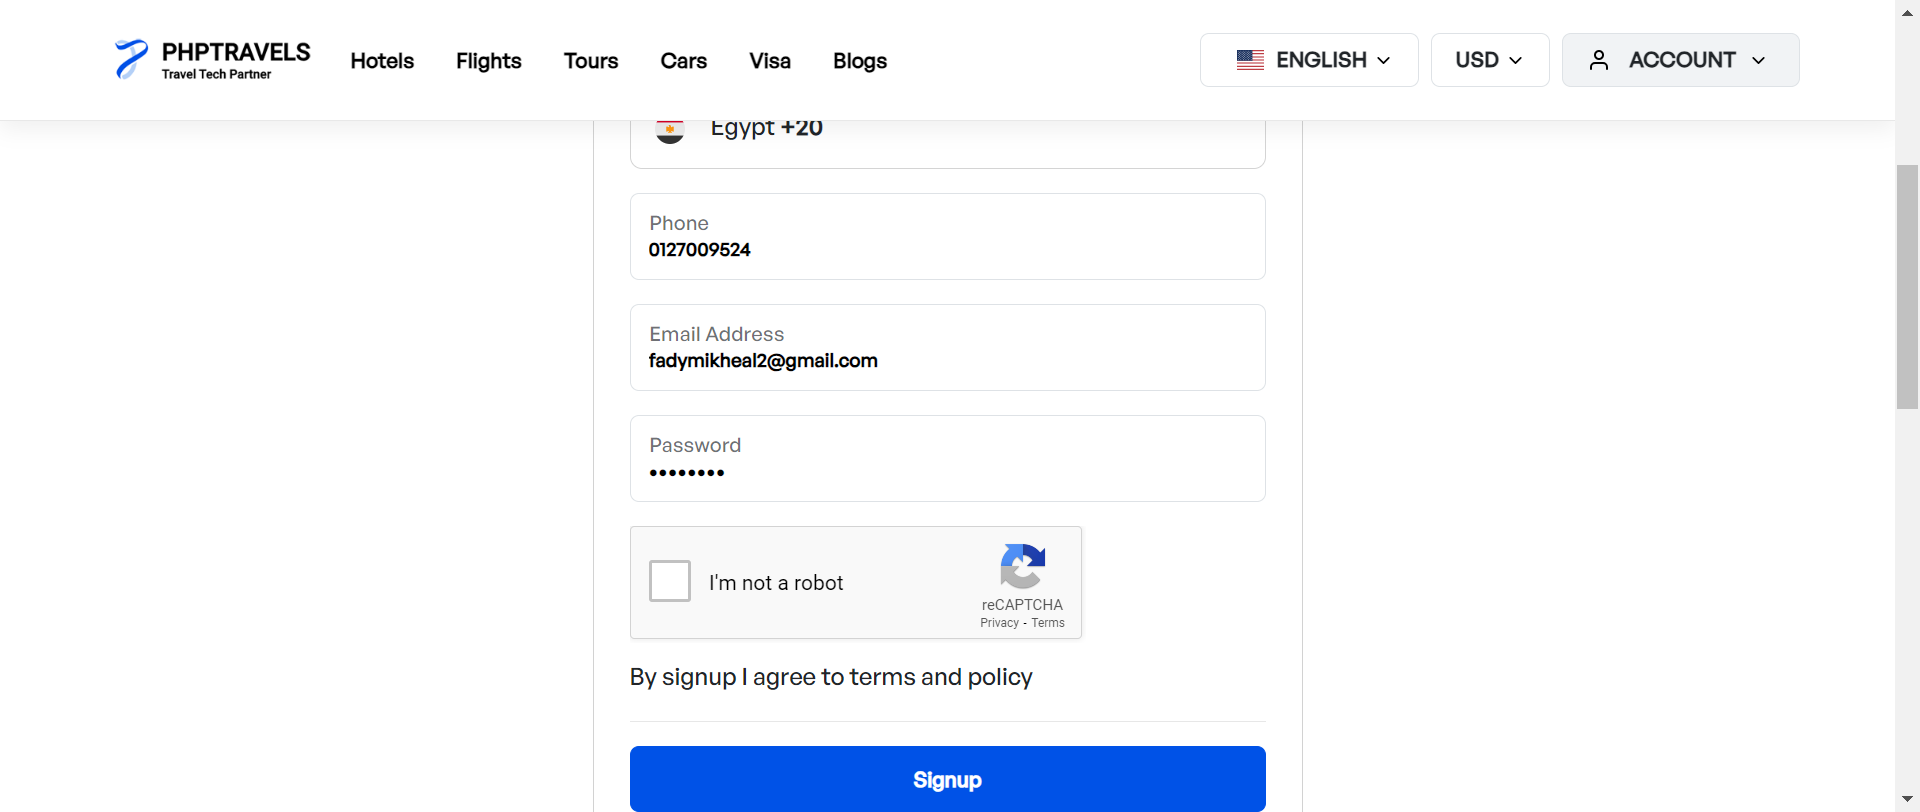 PHPTRAVELS
Travel Tech Partner
Hotels Flights Tours Cars Visa Blogs
ENGLISH USD ACCOUNT
Egypt +20
Phone
0127009524
Email Address
fadymikheal2@gmail.com
Password
••••••••
I'm not a robot
reCAPTCHA
Privacy - Terms
By signup I agree to terms and policy
Signup